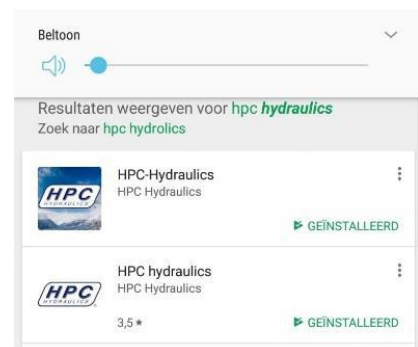 Beltoon
Resultaten weergeven voor hpc hydraulics
Zoek naar hpc hydrolics
HPC
HYDRAULICS
HPC-Hydraulics
HPC Hydraulics
GEÏNSTALLEERD
HPC
HYDRAULICS
HPC hydraulics
HPC Hydraulics
3,5 ★
GEÏNSTALLEERD